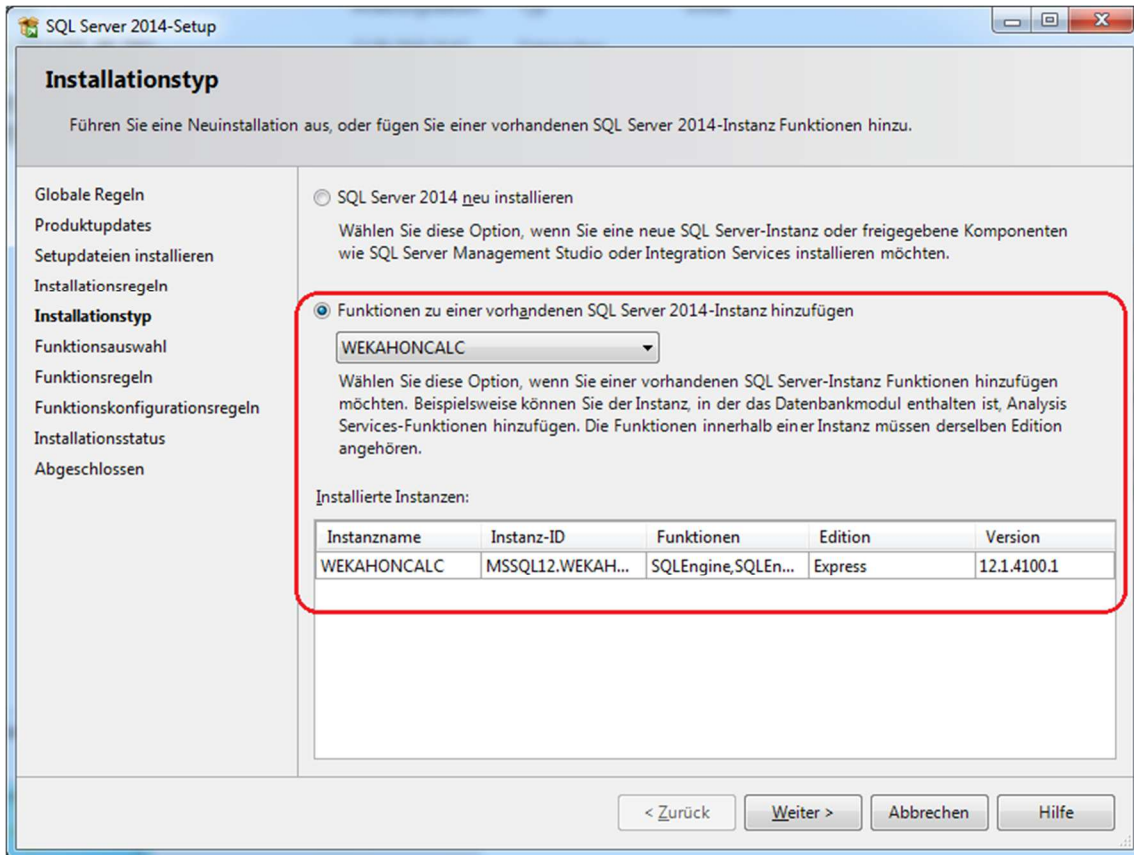 SQL Server 2014-Setup
Installationstyp
Führen Sie eine Neuinstallation aus, oder fügen Sie einer vorhandenen SQL Server 2014-Instanz Funktionen hinzu.
Globale Regeln
Produktupdates
Setupdateien installieren
Installationsregeln
Installationstyp
Funktionsauswahl
Funktionsregeln
Funktionskonfigurationsregeln
Installationsstatus
Abgeschlossen
SQL Server 2014 neu installieren
Wählen Sie diese Option, wenn Sie eine neue SQL Server-Instanz oder freigegebene Komponenten
wie SQL Server Management Studio oder Integration Services installieren möchten.
Funktionen zu einer vorhandenen SQL Server 2014-Instanz hinzufügen
WEKAHONCALC
Wählen Sie diese Option, wenn Sie einer vorhandenen SQL Server-Instanz Funktionen hinzufügen
möchten. Beispielsweise können Sie der Instanz, in der das Datenbankmodul enthalten ist, Analysis
Services-Funktionen hinzufügen. Die Funktionen innerhalb einer Instanz müssen derselben Edition
angehören.
Installierte Instanzen:
Instanzname Instanz-ID Funktionen Edition Version
WEKAHONCALC MSSQL12.WEKAH... SQLEngine,SQLEn... Express 12.1.4100.1
< Zurück Weiter > Abbrechen Hilfe